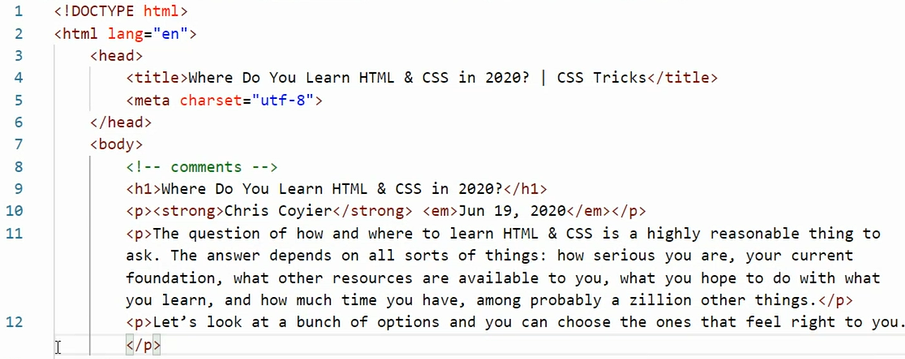 1 <!DOCTYPE html>
2 <html lang="en">
3 <head>
4 <title>Where Do You Learn HTML & CSS in 2020? | CSS Tricks</title>
5 <meta charset="utf-8">
6 </head>
7 <body>
8 <!-- comments -->
9 <h1>Where Do You Learn HTML & CSS in 2020?</h1>
10 <p><strong>Chris Coyier</strong> <em>Jun 19, 2020</em></p>
11 <p>The question of how and where to learn HTML & CSS is a highly reasonable thing to
ask. The answer depends on all sorts of things: how serious you are, your current
foundation, what other resources are available to you, what you hope to do with what
you learn, and how much time you have, among probably a zillion other things.</p>
12 <p>Let’s look at a bunch of options and you can choose the ones that feel right to you.
</p>